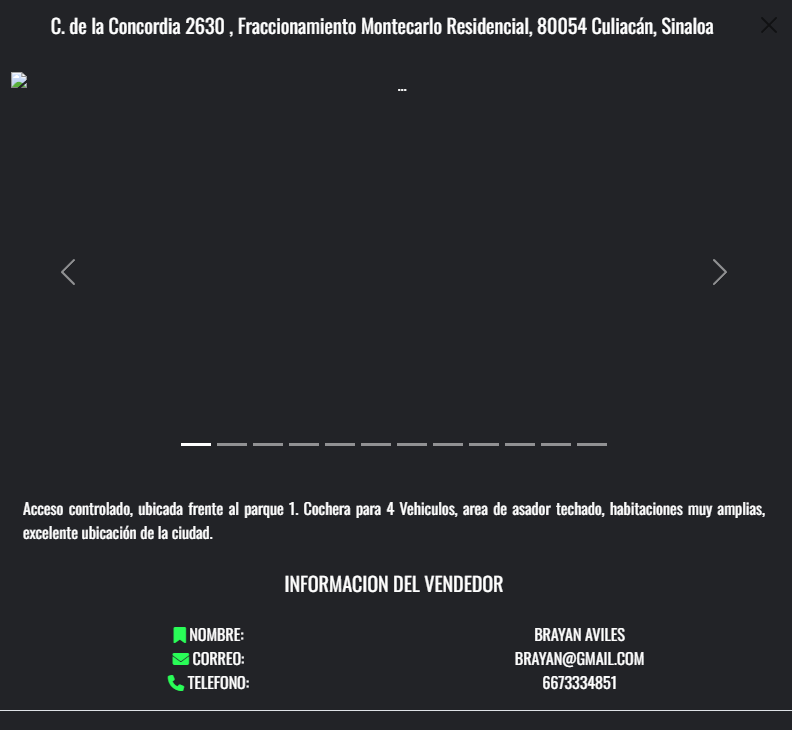 C. de la Concordia 2630 , Fraccionamiento Montecarlo Residencial, 80054 Culiacán, Sinaloa
...
Acceso controlado, ubicada frente al parque 1. Cochera para 4 Vehiculos, area de asador techado, habitaciones muy amplias,
excelente ubicación de la ciudad.
INFORMACION DEL VENDEDOR
NOMBRE: BRAYAN AVILES
CORREO: BRAYAN@GMAIL.COM
TELEFONO: 6673334851